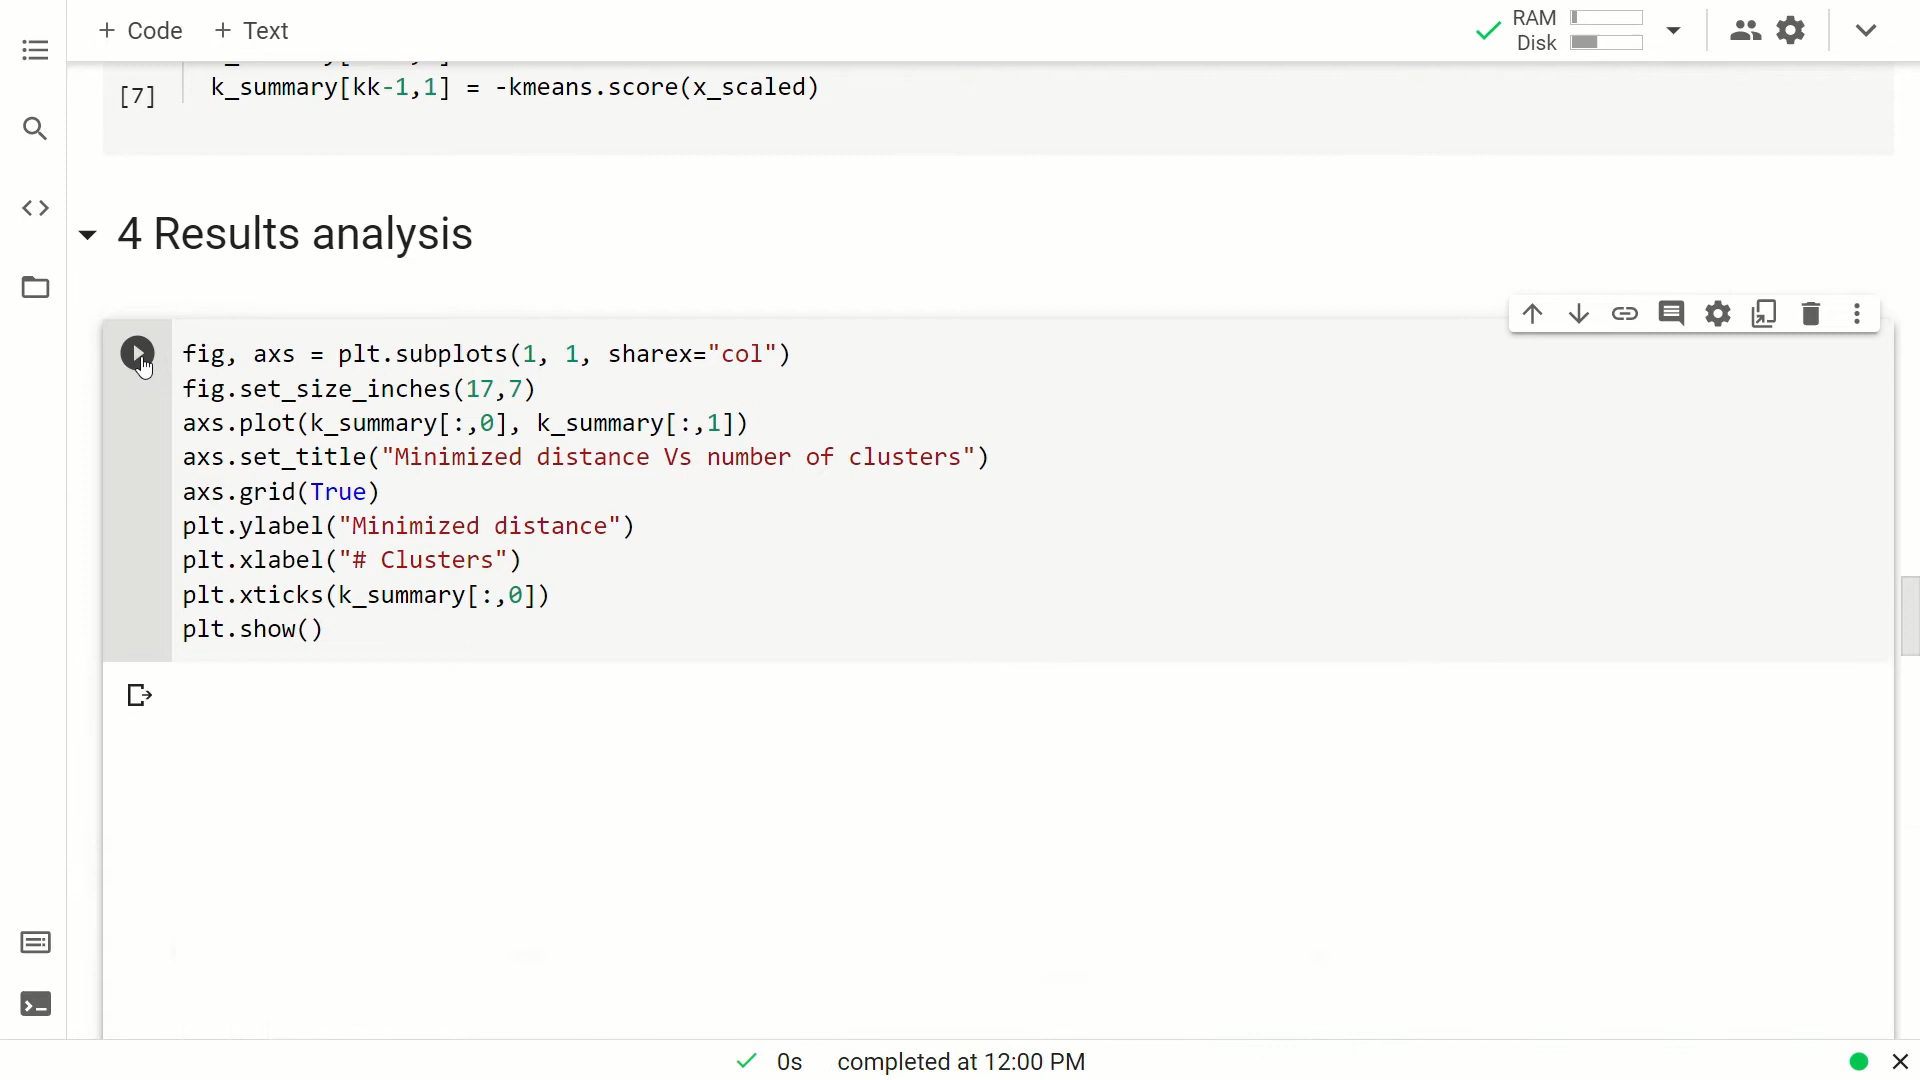 + Code + Text
RAM
Disk
k_summary[kk-1,1] = -kmeans.score(x_scaled)
[7]
4 Results analysis
fig, axs = plt.subplots(1, 1, sharex="col")
fig.set_size_inches(17,7)
axs.plot(k_summary[:,0], k_summary[:,1])
axs.set_title("Minimized distance Vs number of clusters")
axs.grid(True)
plt.ylabel("Minimized distance")
plt.xlabel("# Clusters")
plt.xticks(k_summary[:,0])
plt.show()
0s completed at 12:00 PM